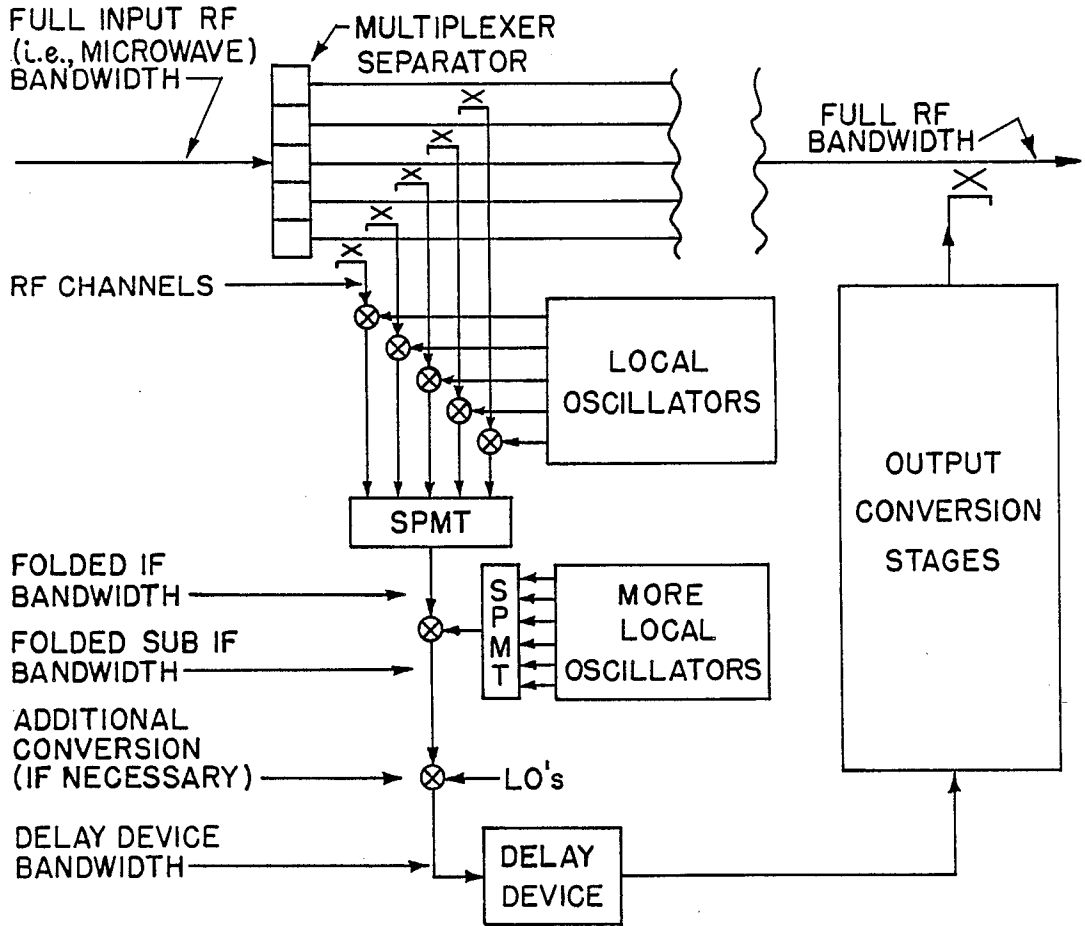 FULL INPUT RF
(i.e., MICROWAVE)
BANDWIDTH
MULTIPLEXER
SEPARATOR
FULL RF
BANDWIDTH
RF CHANNELS
LOCAL
OSCILLATORS
OUTPUT
CONVERSION
STAGES
SPMT
FOLDED IF
BANDWIDTH
SPMT
MORE
LOCAL
OSCILLATORS
FOLDED SUB IF
BANDWIDTH
ADDITIONAL
CONVERSION
(IF NECESSARY)
LO's
DELAY DEVICE
BANDWIDTH
DELAY
DEVICE